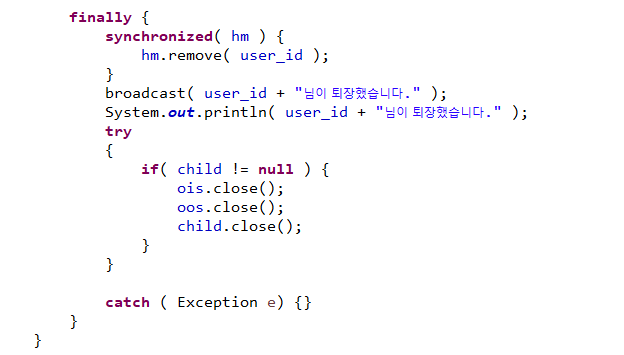 finally {
synchronized( hm ) {
hm.remove( user_id );
}
broadcast( user_id + "님이 퇴장했습니다." );
System.out.println( user_id + "님이 퇴장했습니다." );
try
{
if( child != null ) {
ois.close();
oos.close();
child.close();
}
}
catch ( Exception e) {}
}
}